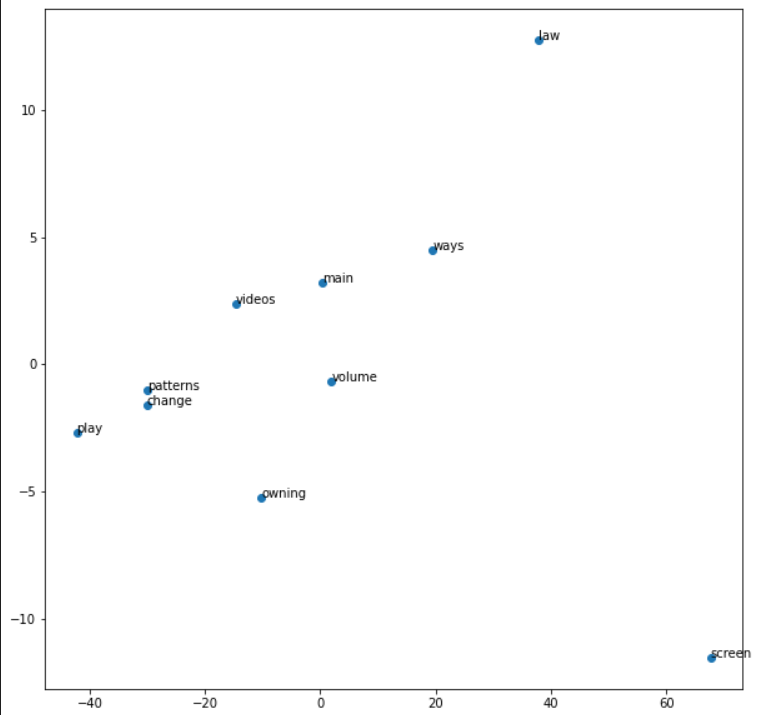 law
10
5
ways
main
videos
0
volume
patterns
change
play
−5
owning
−10
screen
−40 −20 0 20 40 60